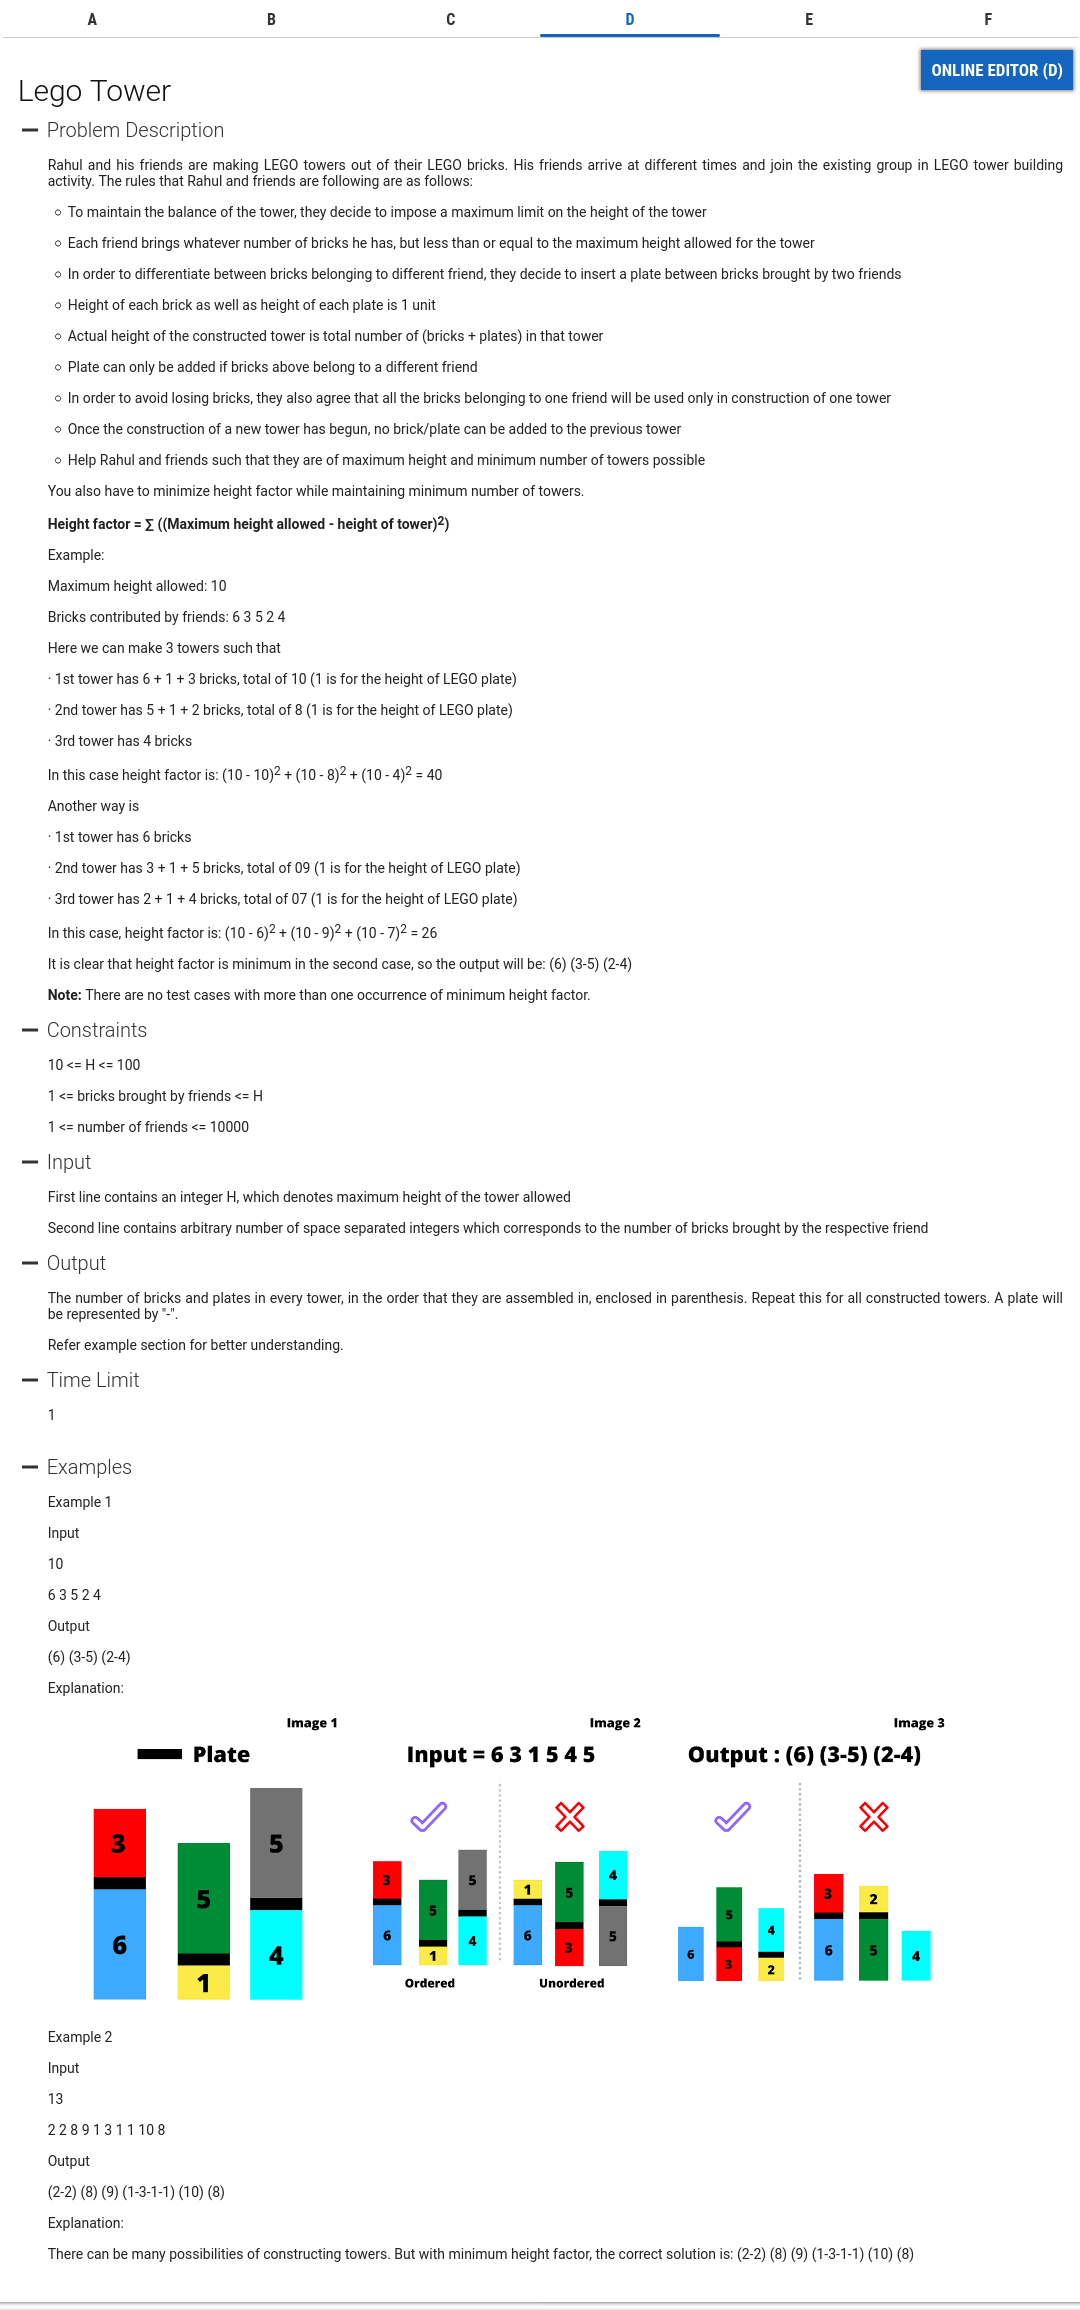 A B C D E F
ONLINE EDITOR (D)
Lego Tower
Problem Description
Rahul and his friends are making LEGO towers out of their LEGO bricks. His friends arrive at different times and join the existing group in LEGO tower building
activity. The rules that Rahul and friends are following are as follows:
To maintain the balance of the tower, they decide to impose a maximum limit on the height of the tower
Each friend brings whatever number of bricks he has, but less than or equal to the maximum height allowed for the tower
In order to differentiate between bricks belonging to different friend, they decide to insert a plate between bricks brought by two friends
Height of each brick as well as height of each plate is 1 unit
Actual height of the constructed tower is total number of (bricks + plates) in that tower
Plate can only be added if bricks above belong to a different friend
In order to avoid losing bricks, they also agree that all the bricks belonging to one friend will be used only in construction of one tower
Once the construction of a new tower has begun, no brick/plate can be added to the previous tower
Help Rahul and friends such that they are of maximum height and minimum number of towers possible
You also have to minimize height factor while maintaining minimum number of towers.
Height factor = ∑ ((Maximum height allowed - height of tower)²)
Example:
Maximum height allowed: 10
Bricks contributed by friends: 6 3 5 2 4
Here we can make 3 towers such that
· 1st tower has 6 + 1 + 3 bricks, total of 10 (1 is for the height of LEGO plate)
· 2nd tower has 5 + 1 + 2 bricks, total of 8 (1 is for the height of LEGO plate)
· 3rd tower has 4 bricks
In this case height factor is: (10 - 10)² + (10 - 8)² + (10 - 4)² = 40
Another way is
· 1st tower has 6 bricks
· 2nd tower has 3 + 1 + 5 bricks, total of 09 (1 is for the height of LEGO plate)
· 3rd tower has 2 + 1 + 4 bricks, total of 07 (1 is for the height of LEGO plate)
In this case, height factor is: (10 - 6)² + (10 - 9)² + (10 - 7)² = 26
It is clear that height factor is minimum in the second case, so the output will be: (6) (3-5) (2-4)
Note: There are no test cases with more than one occurrence of minimum height factor.
Constraints
10 <= H <= 100
1 <= bricks brought by friends <= H
1 <= number of friends <= 10000
Input
First line contains an integer H, which denotes maximum height of the tower allowed
Second line contains arbitrary number of space separated integers which corresponds to the number of bricks brought by the respective friend
Output
The number of bricks and plates in every tower, in the order that they are assembled in, enclosed in parenthesis. Repeat this for all constructed towers. A plate will
be represented by "-".
Refer example section for better understanding.
Time Limit
1
Examples
Example 1
Input
10
6 3 5 2 4
Output
(6) (3-5) (2-4)
Explanation:
Image 1 Image 2 Image 3
Plate Input = 6 3 1 5 4 5 Output : (6) (3-5) (2-4)
3 5 5
6 1 4
3 5 5 1 5 4
6 1 4 6 3 5
Ordered Unordered
5 4 3 2
6 3 2 6 5 4
Example 2
Input
13
2 2 8 9 1 3 1 1 10 8
Output
(2-2) (8) (9) (1-3-1-1) (10) (8)
Explanation:
There can be many possibilities of constructing towers. But with minimum height factor, the correct solution is: (2-2) (8) (9) (1-3-1-1) (10) (8)